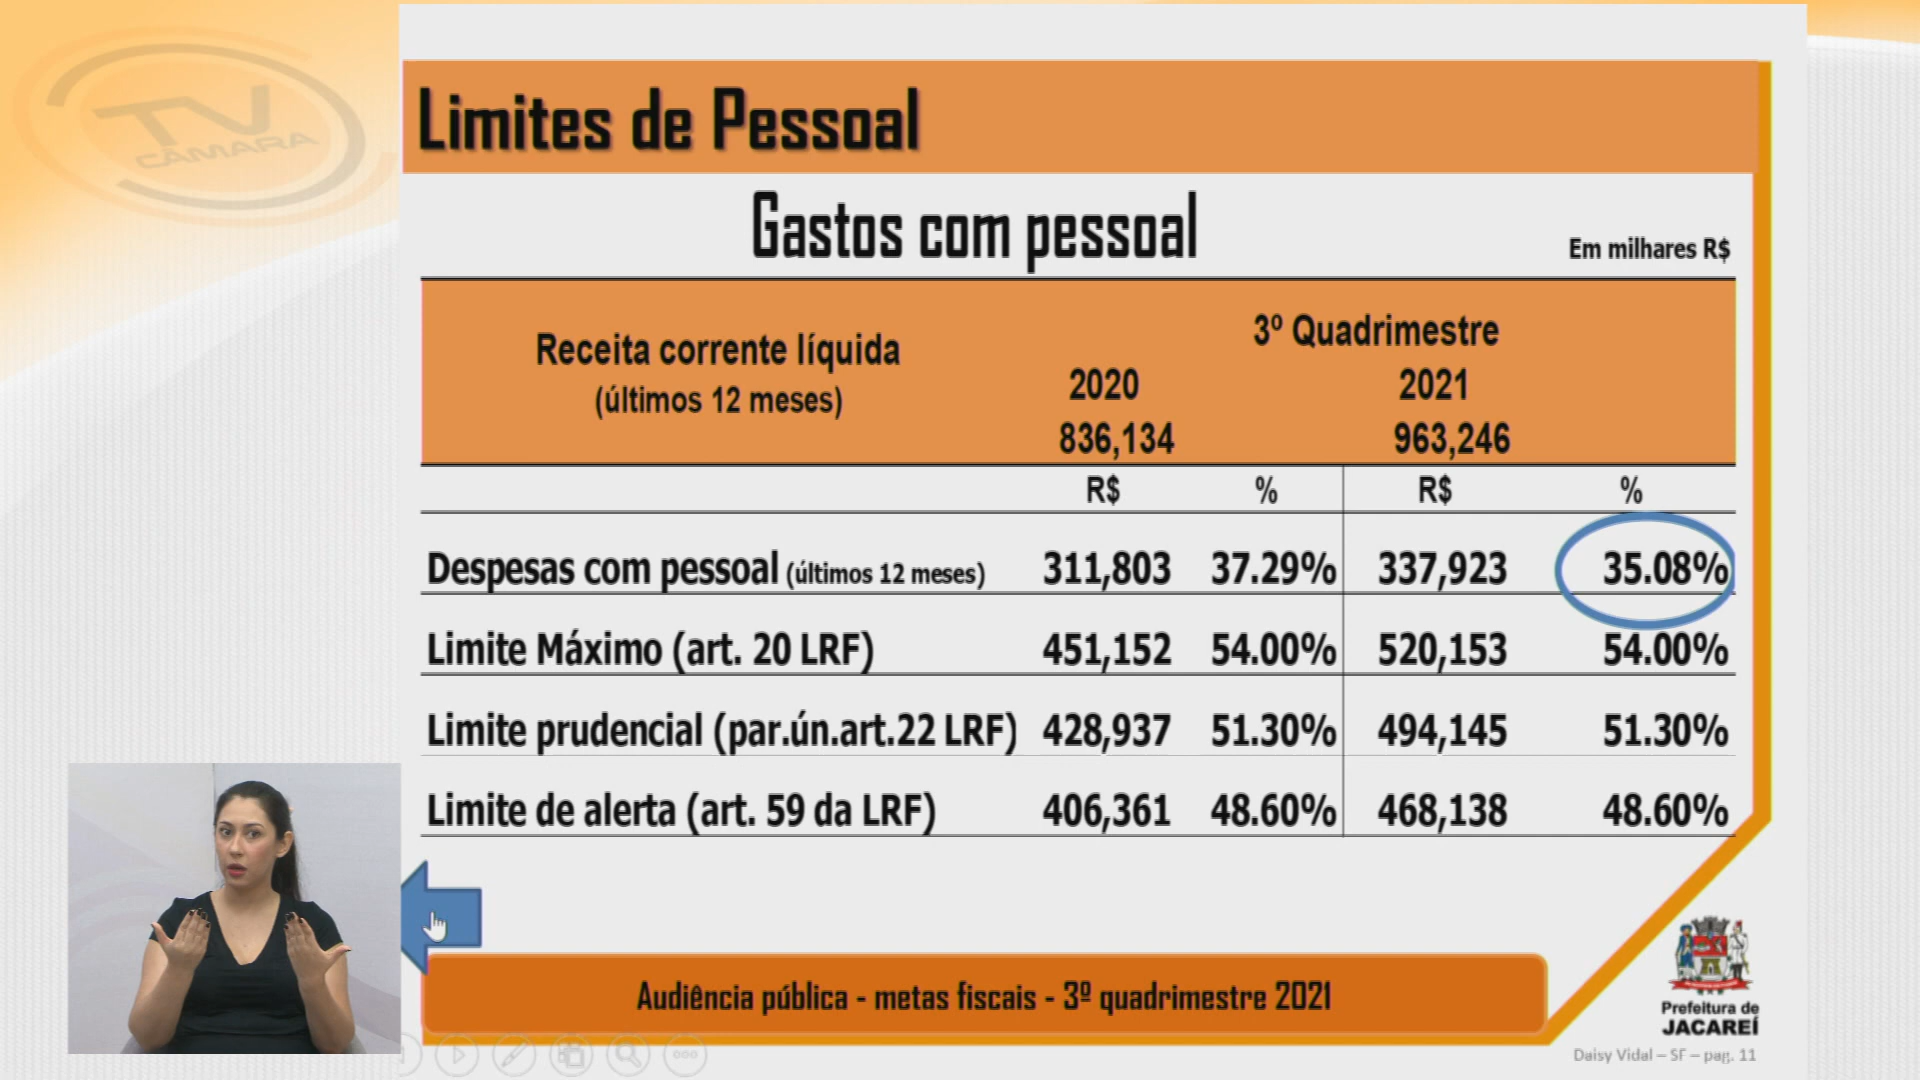 TV
CÂMARA
Limites de Pessoal
Gastos com pessoal
Em milhares R$
Receita corrente líquida
(últimos 12 meses)
3º Quadrimestre
2020 2021
836,134 963,246
R$ % R$ %
Despesas com pessoal (últimos 12 meses) 311,803 37.29% 337,923 35.08%
Limite Máximo (art. 20 LRF) 451,152 54.00% 520,153 54.00%
Limite prudencial (par.ún.art.22 LRF) 428,937 51.30% 494,145 51.30%
Limite de alerta (art. 59 da LRF) 406,361 48.60% 468,138 48.60%
Audiência pública - metas fiscais - 3º quadrimestre 2021
Prefeitura de
JACAREÍ
Daisy Vidal – SF – pag. 11